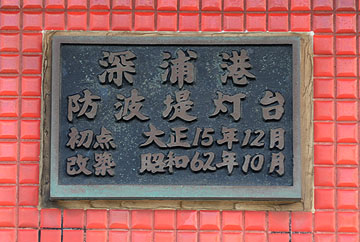 深浦港
防波堤灯台
初点 大正15年12月
改築 昭和62年10月